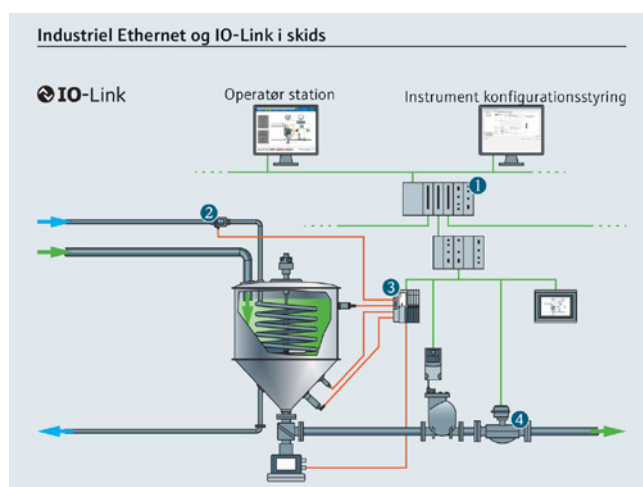 Industriel Ethernet og IO-Link i skids
IO-Link
Operatør station
Instrument konfigurationsstyring
1
2
3
4